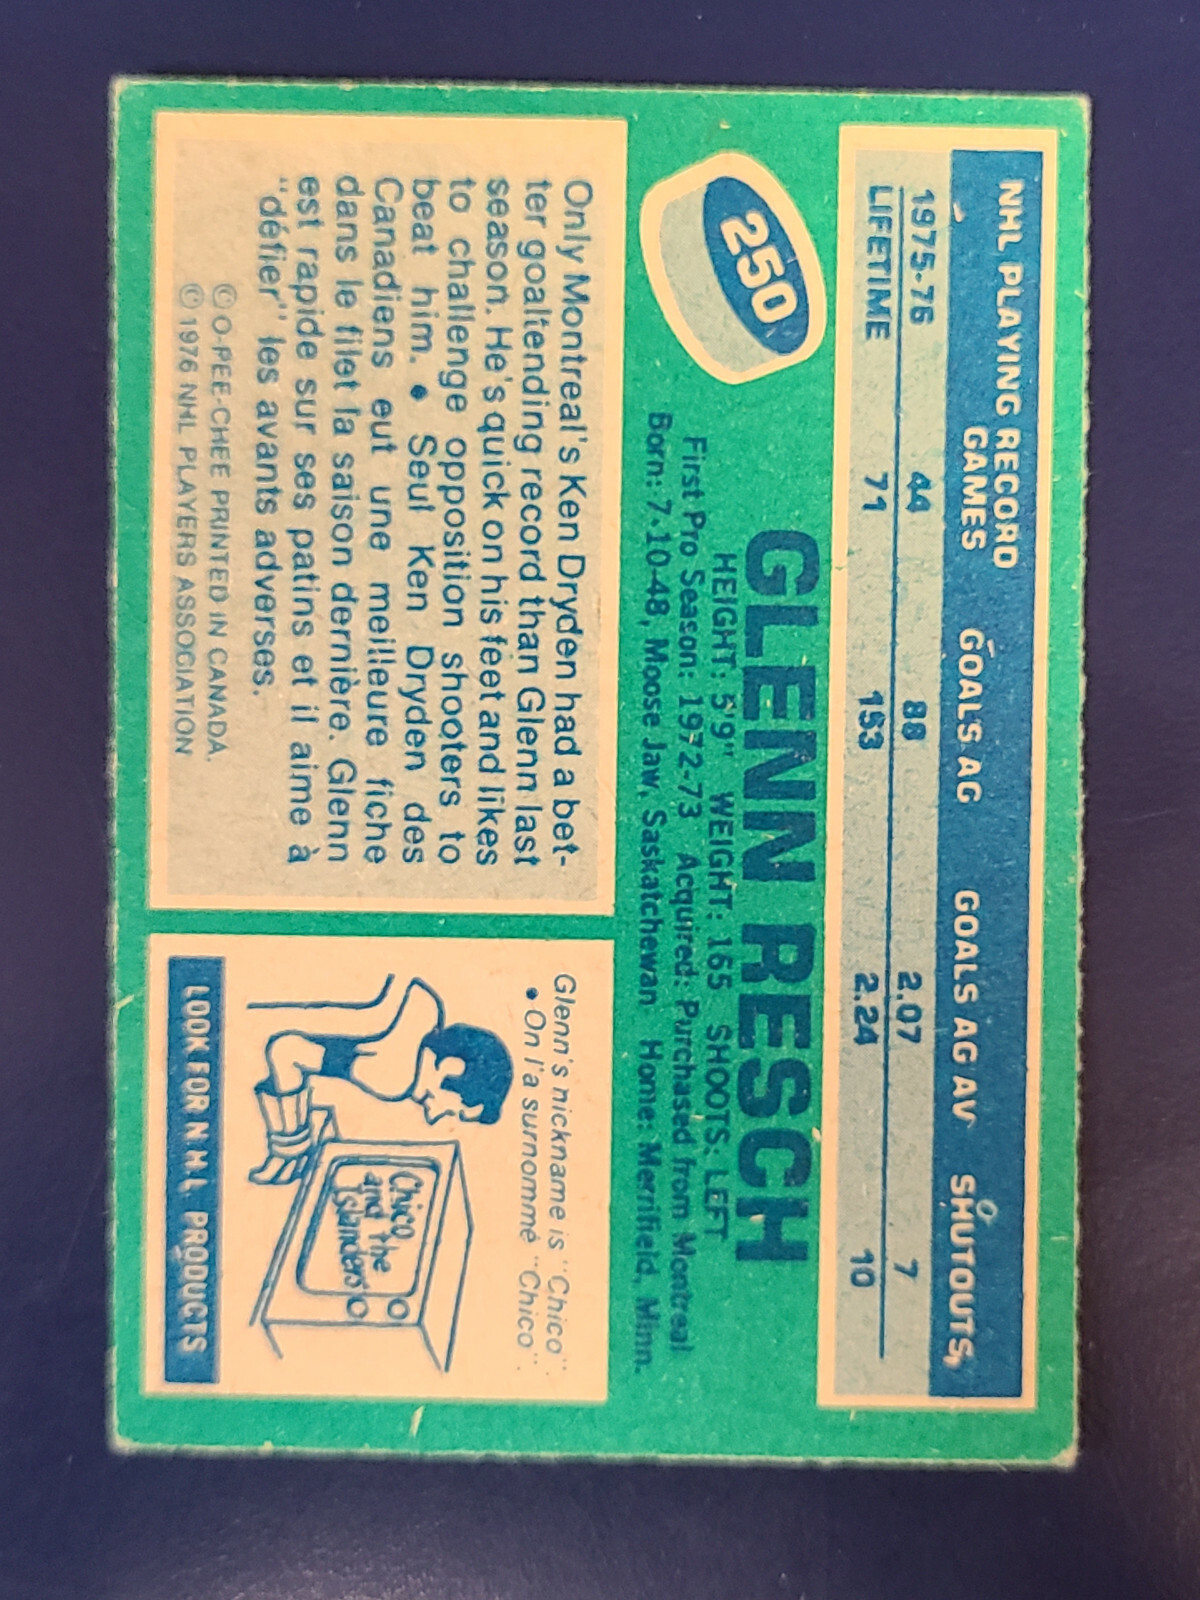 NHL PLAYING RECORD
GAMES GOALS AG GOALS AG AV SHUTOUTS
1975-76 44 88 2.07 7
LIFETIME 71 153 2.24 10
250
GLENN RESCH
HEIGHT: 5'9" WEIGHT: 165 SHOOTS: LEFT
First Pro Season: 1972-73 Acquired: Purchased from Montreal
Born: 7-10-48, Moose Jaw, Saskatchewan Home: Merrifield, Minn.
Only Montreal's Ken Dryden had a bet-
ter goaltending record than Glenn last
season. He's quick on his feet and likes
to challenge opposition shooters to
beat him. • Seul Ken Dryden des
Canadiens eut une meilleure fiche
dans le filet la saison dernière. Glenn
est rapide sur ses patins et il aime à
"défier" les avants adverses.
© O-PEE-CHEE PRINTED IN CANADA.
© 1976 NHL PLAYERS ASSOCIATION
Glenn's nickname is "Chico".
• On l'a surnommé "Chico".
Chico
and the
Islanders
LOOK FOR N.H.L. PRODUCTS